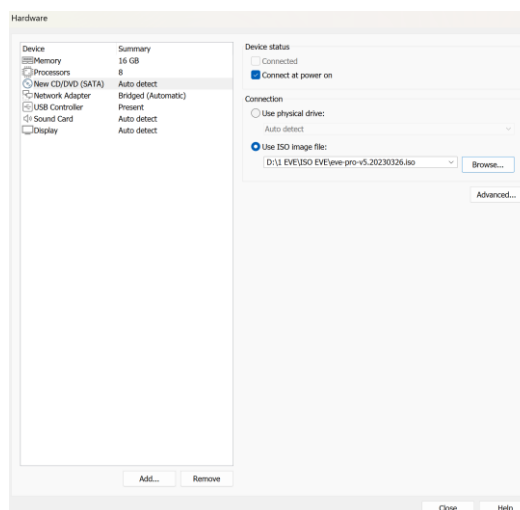 Hardware
Device Summary
Memory 16 GB
Processors 8
New CD/DVD (SATA) Auto detect
Network Adapter Bridged (Automatic)
USB Controller Present
Sound Card Auto detect
Display Auto detect
Add... Remove
Device status
Connected
Connect at power on
Connection
Use physical drive:
Auto detect
Use ISO image file:
D:\1 EVE\ISO EVE\eve-pro-v5.20230326.iso
Browse...
Advanced...
Close Help